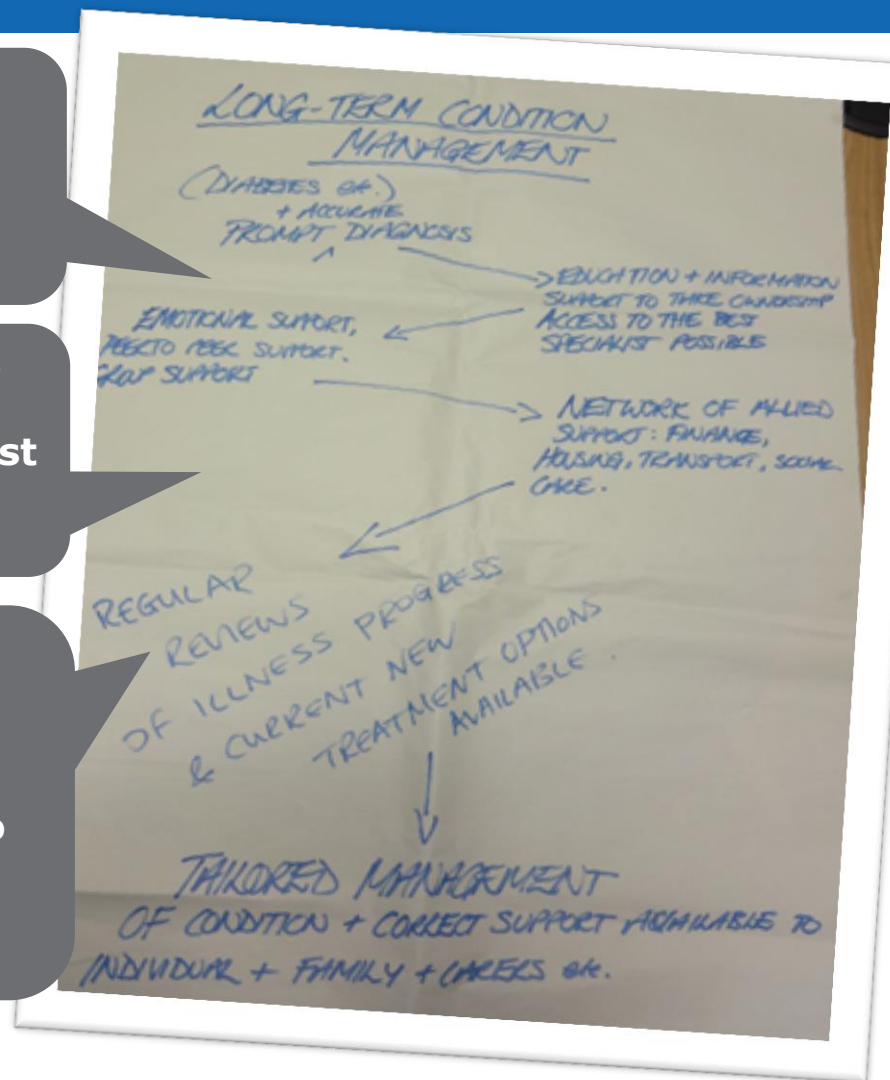 st
LONG-TERM CONDITION
MANAGEMENT
(DIABETES etc.)
+ ACCURATE
PROMPT DIAGNOSIS
EDUCATION + INFORMATION
SUPPORT TO TAKE OWNERSHIP
ACCESS TO THE BEST
SPECIALIST POSSIBLE
EMOTIONAL SUPPORT,
PEER TO PEER SUPPORT.
GROUP SUPPORT
NETWORK OF ALLIED
SUPPORT: FINANCE,
HOUSING, TRANSPORT, SOCIAL
CARE.
REGULAR
REVIEWS
OF ILLNESS PROGRESS
& CURRENT NEW
TREATMENT OPTIONS
AVAILABLE.
TAILORED MANAGEMENT
OF CONDITION + CORRECT SUPPORT AVAILABLE TO
INDIVIDUAL + FAMILY + CARERS etc.